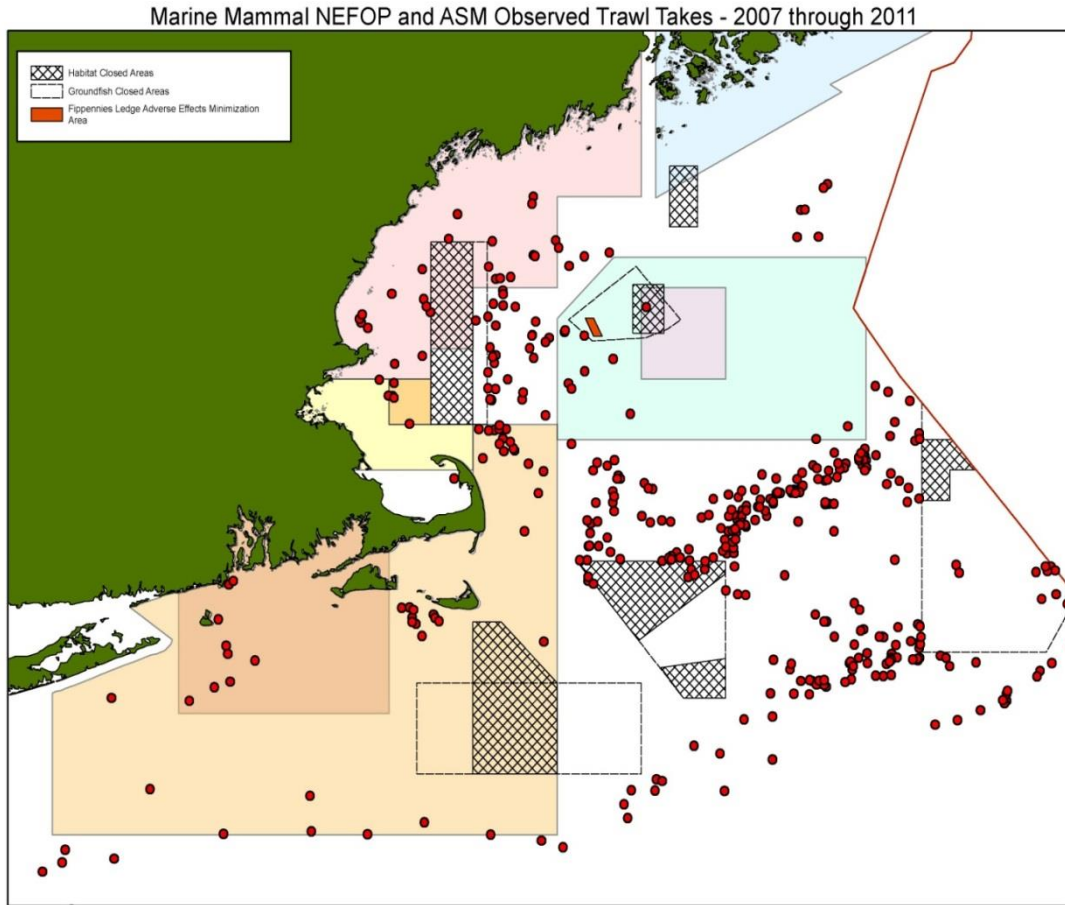 Marine Mammal NEFOP and ASM Observed Trawl Takes - 2007 through 2011
Habitat Closed Areas
Groundfish Closed Areas
Fippennies Ledge Adverse Effects Minimization
Area